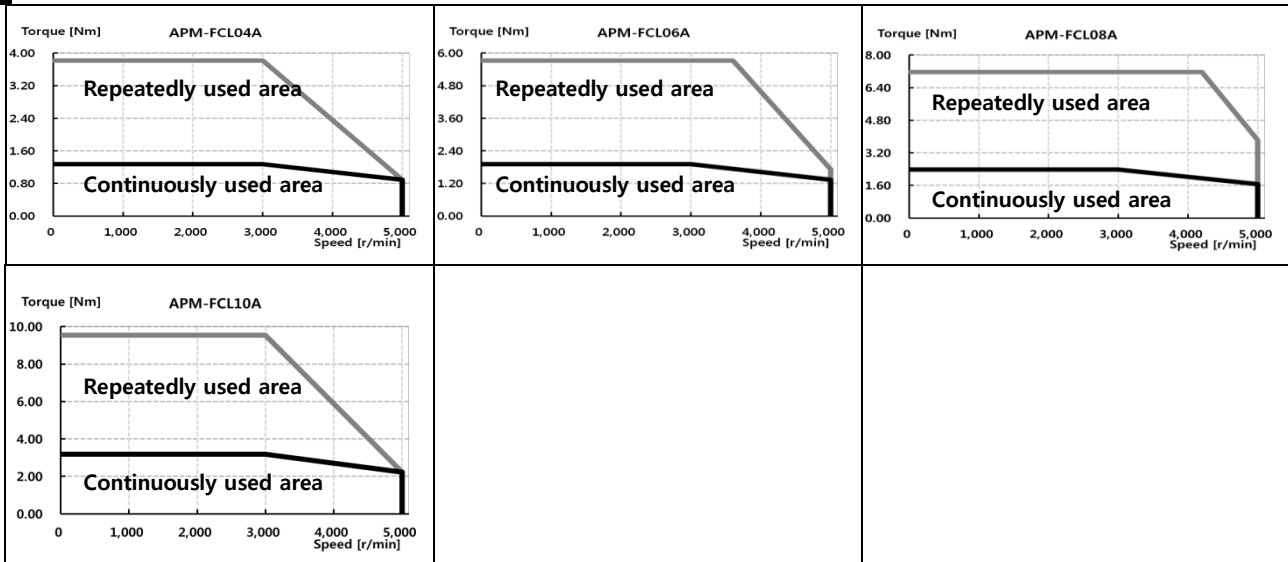 Torque [Nm] APM-FCL04A
4.00
3.20
2.40
1.60
0.80
0.00
Repeatedly used area
Continuously used area
0 1,000 2,000 3,000 4,000 5,000
Speed [r/min]
Torque [Nm] APM-FCL06A
6.00
4.80
3.60
2.40
1.20
0.00
Repeatedly used area
Continuously used area
0 1,000 2,000 3,000 4,000 5,000
Speed [r/min]
Torque [Nm] APM-FCL08A
8.00
6.40
4.80
3.20
1.60
0.00
Repeatedly used area
Continuously used area
0 1,000 2,000 3,000 4,000 5,000
Speed [r/min]
Torque [Nm] APM-FCL10A
10.00
8.00
6.00
4.00
2.00
0.00
Repeatedly used area
Continuously used area
0 1,000 2,000 3,000 4,000 5,000
Speed [r/min]